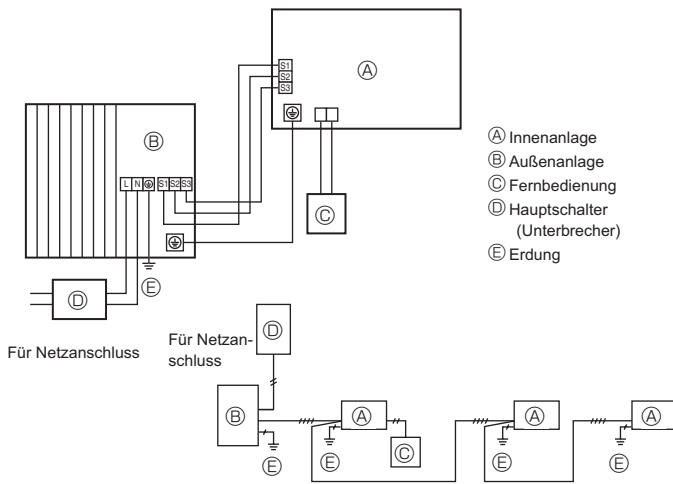 S1
S2
S3
Ⓐ
Ⓑ
L N S1 S2 S3
Ⓒ
Ⓔ
Ⓓ
Ⓐ Innenanlage
Ⓑ Außenanlage
Ⓒ Fernbedienung
Ⓓ Hauptschalter
(Unterbrecher)
Ⓔ Erdung
Für Netzanschluss
Für Netzan-
schluss
Ⓓ
Ⓑ
Ⓐ
Ⓐ
Ⓐ
Ⓒ
Ⓔ
Ⓔ
Ⓔ
Ⓔ